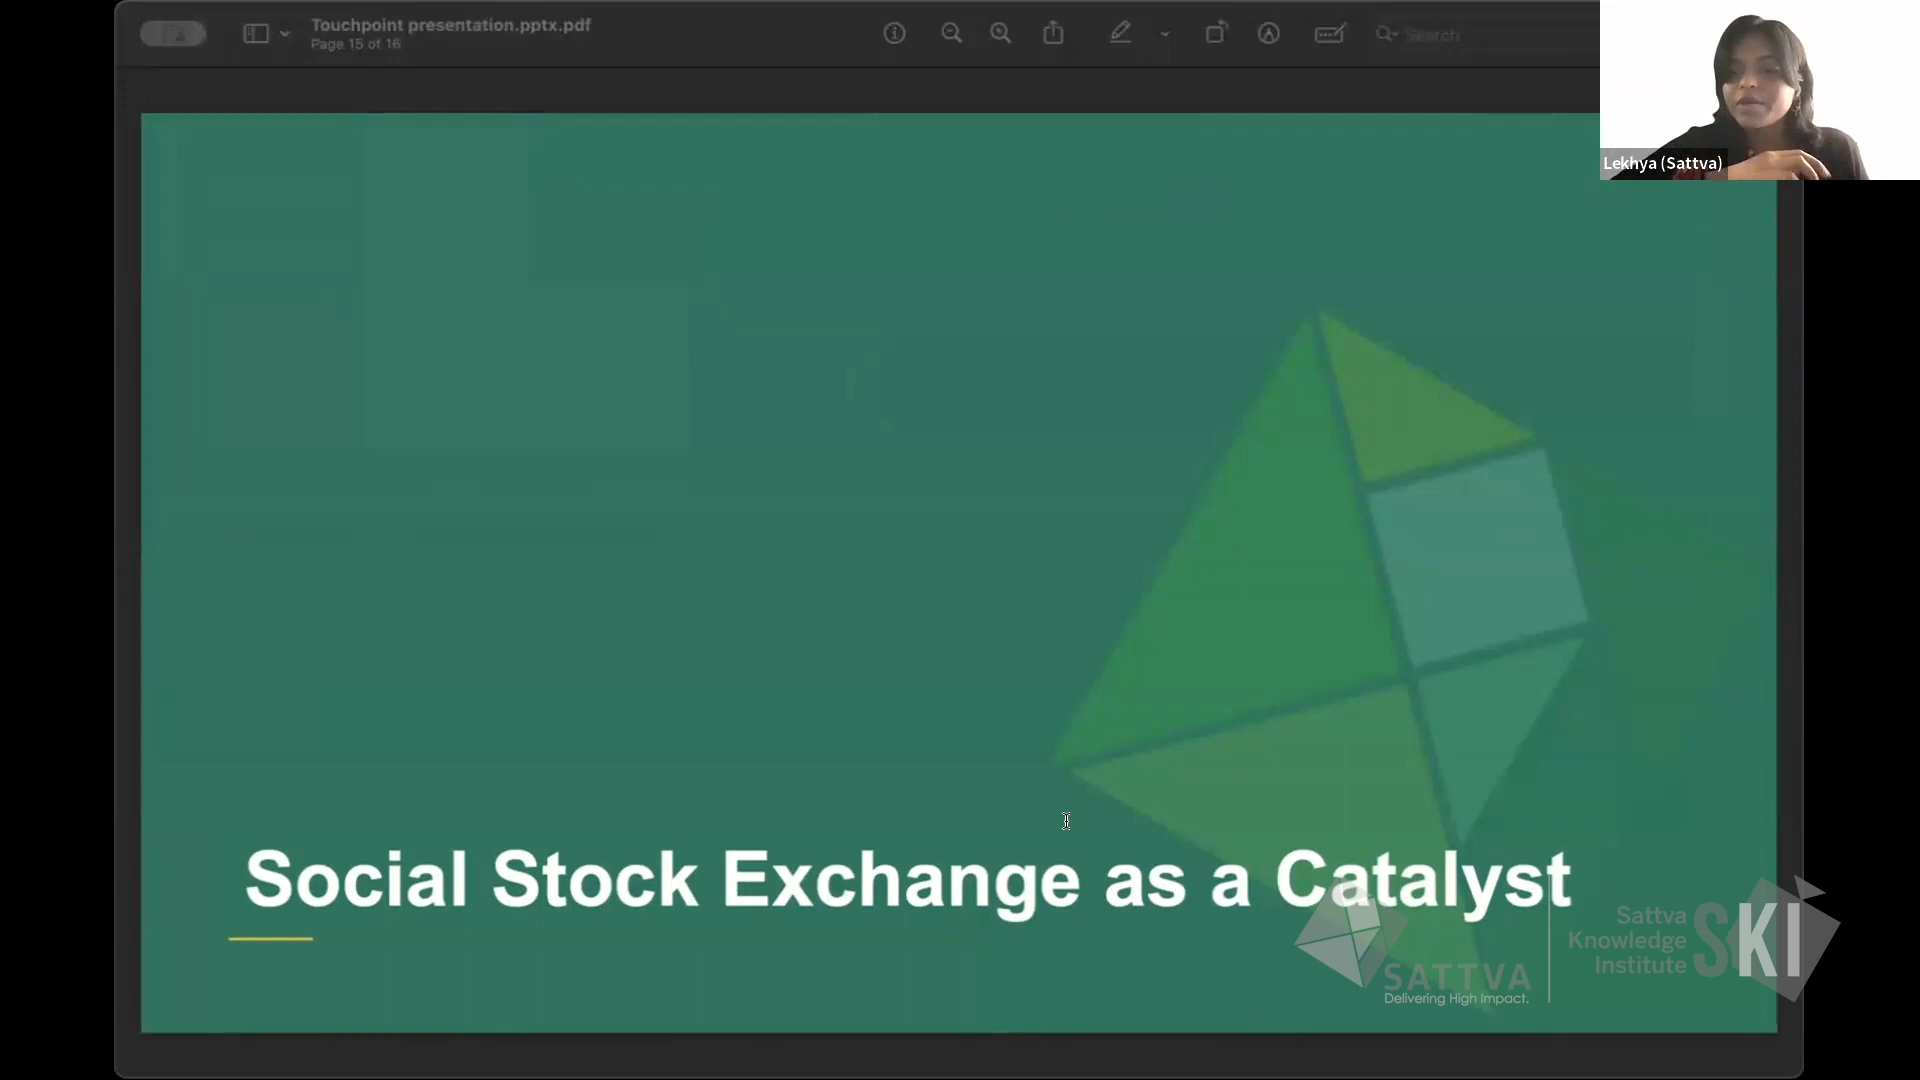 Touchpoint presentation.pptx.pdf
Page 15 of 16
Search
Lekhya (Sattva)
Social Stock Exchange as a Catalyst
SATTVA
Delivering High Impact.
Sattva
Knowledge
Institute
SKI